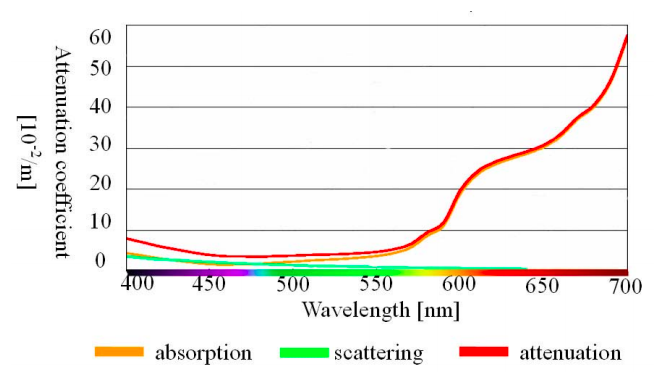 60
50
40
30
20
10
0
Attenuation coefficient
[10⁻²/m]
400 450 500 550 600 650 700
Wavelength [nm]
absorption scattering attenuation